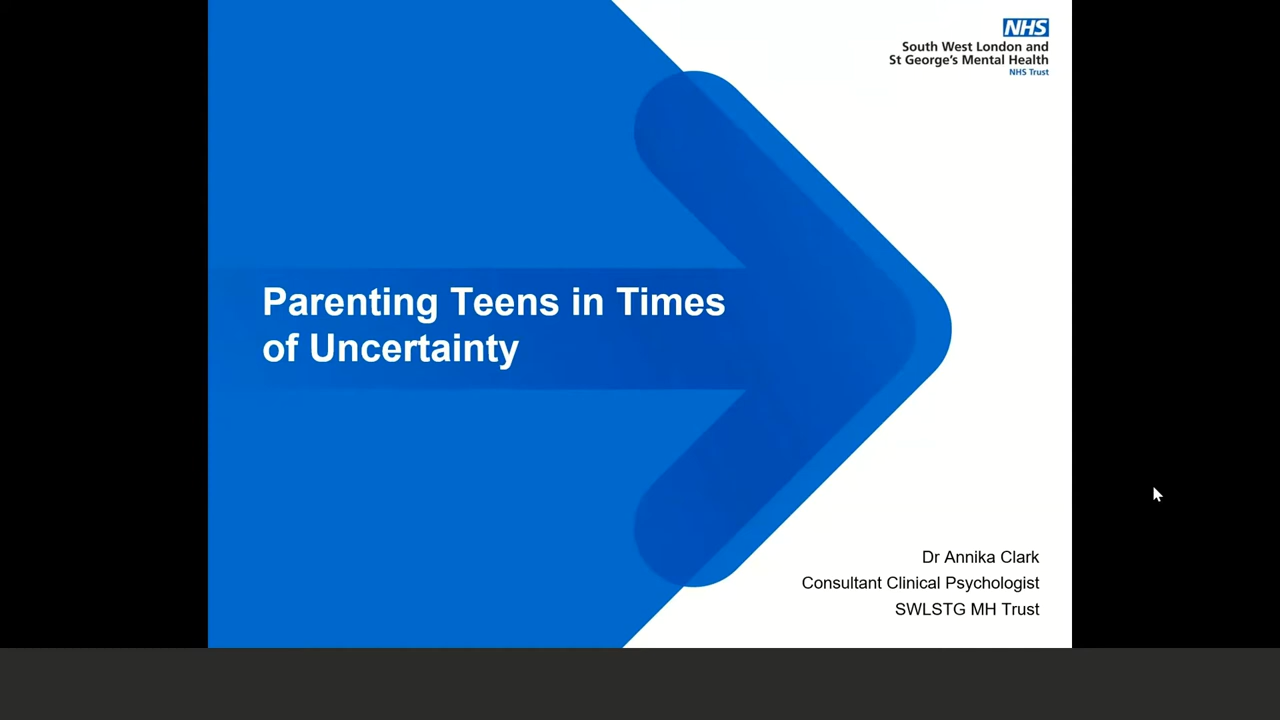 NHS
South West London and
St George's Mental Health
NHS Trust
Parenting Teens in Times
of Uncertainty
Dr Annika Clark
Consultant Clinical Psychologist
SWLSTG MH Trust